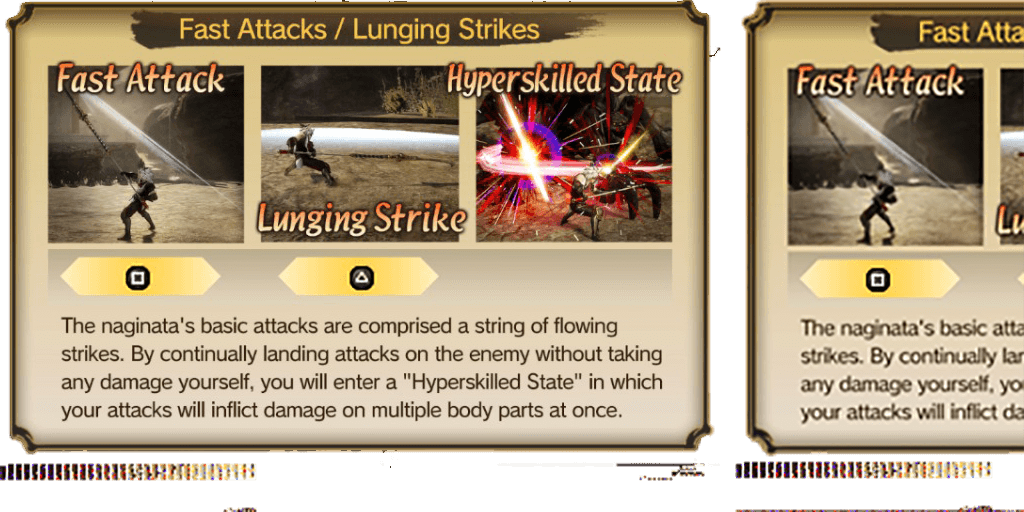 Fast Attacks / Lunging Strikes
Fast Attack
Hyperskilled State
Lunging Strike
The naginata's basic attacks are comprised a string of flowing
strikes. By continually landing attacks on the enemy without taking
any damage yourself, you will enter a "Hyperskilled State" in which
your attacks will inflict damage on multiple body parts at once.
Fast Atta
Fast Attack
Lu
The naginata's basic atta
strikes. By continually lan
any damage yourself, you
your attacks will inflict da